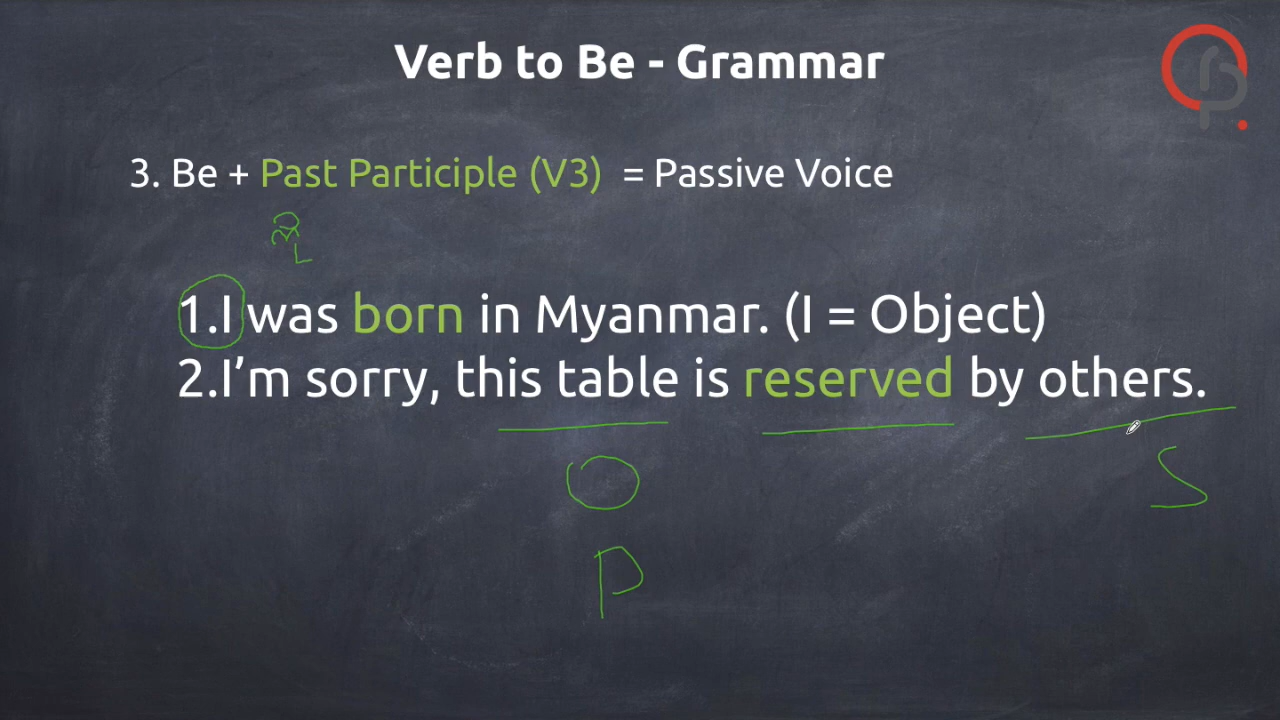 Verb to Be - Grammar
3. Be + Past Participle (V3) = Passive Voice
1.I was born in Myanmar. (I = Object)
2.I’m sorry, this table is reserved by others.
O
S
P